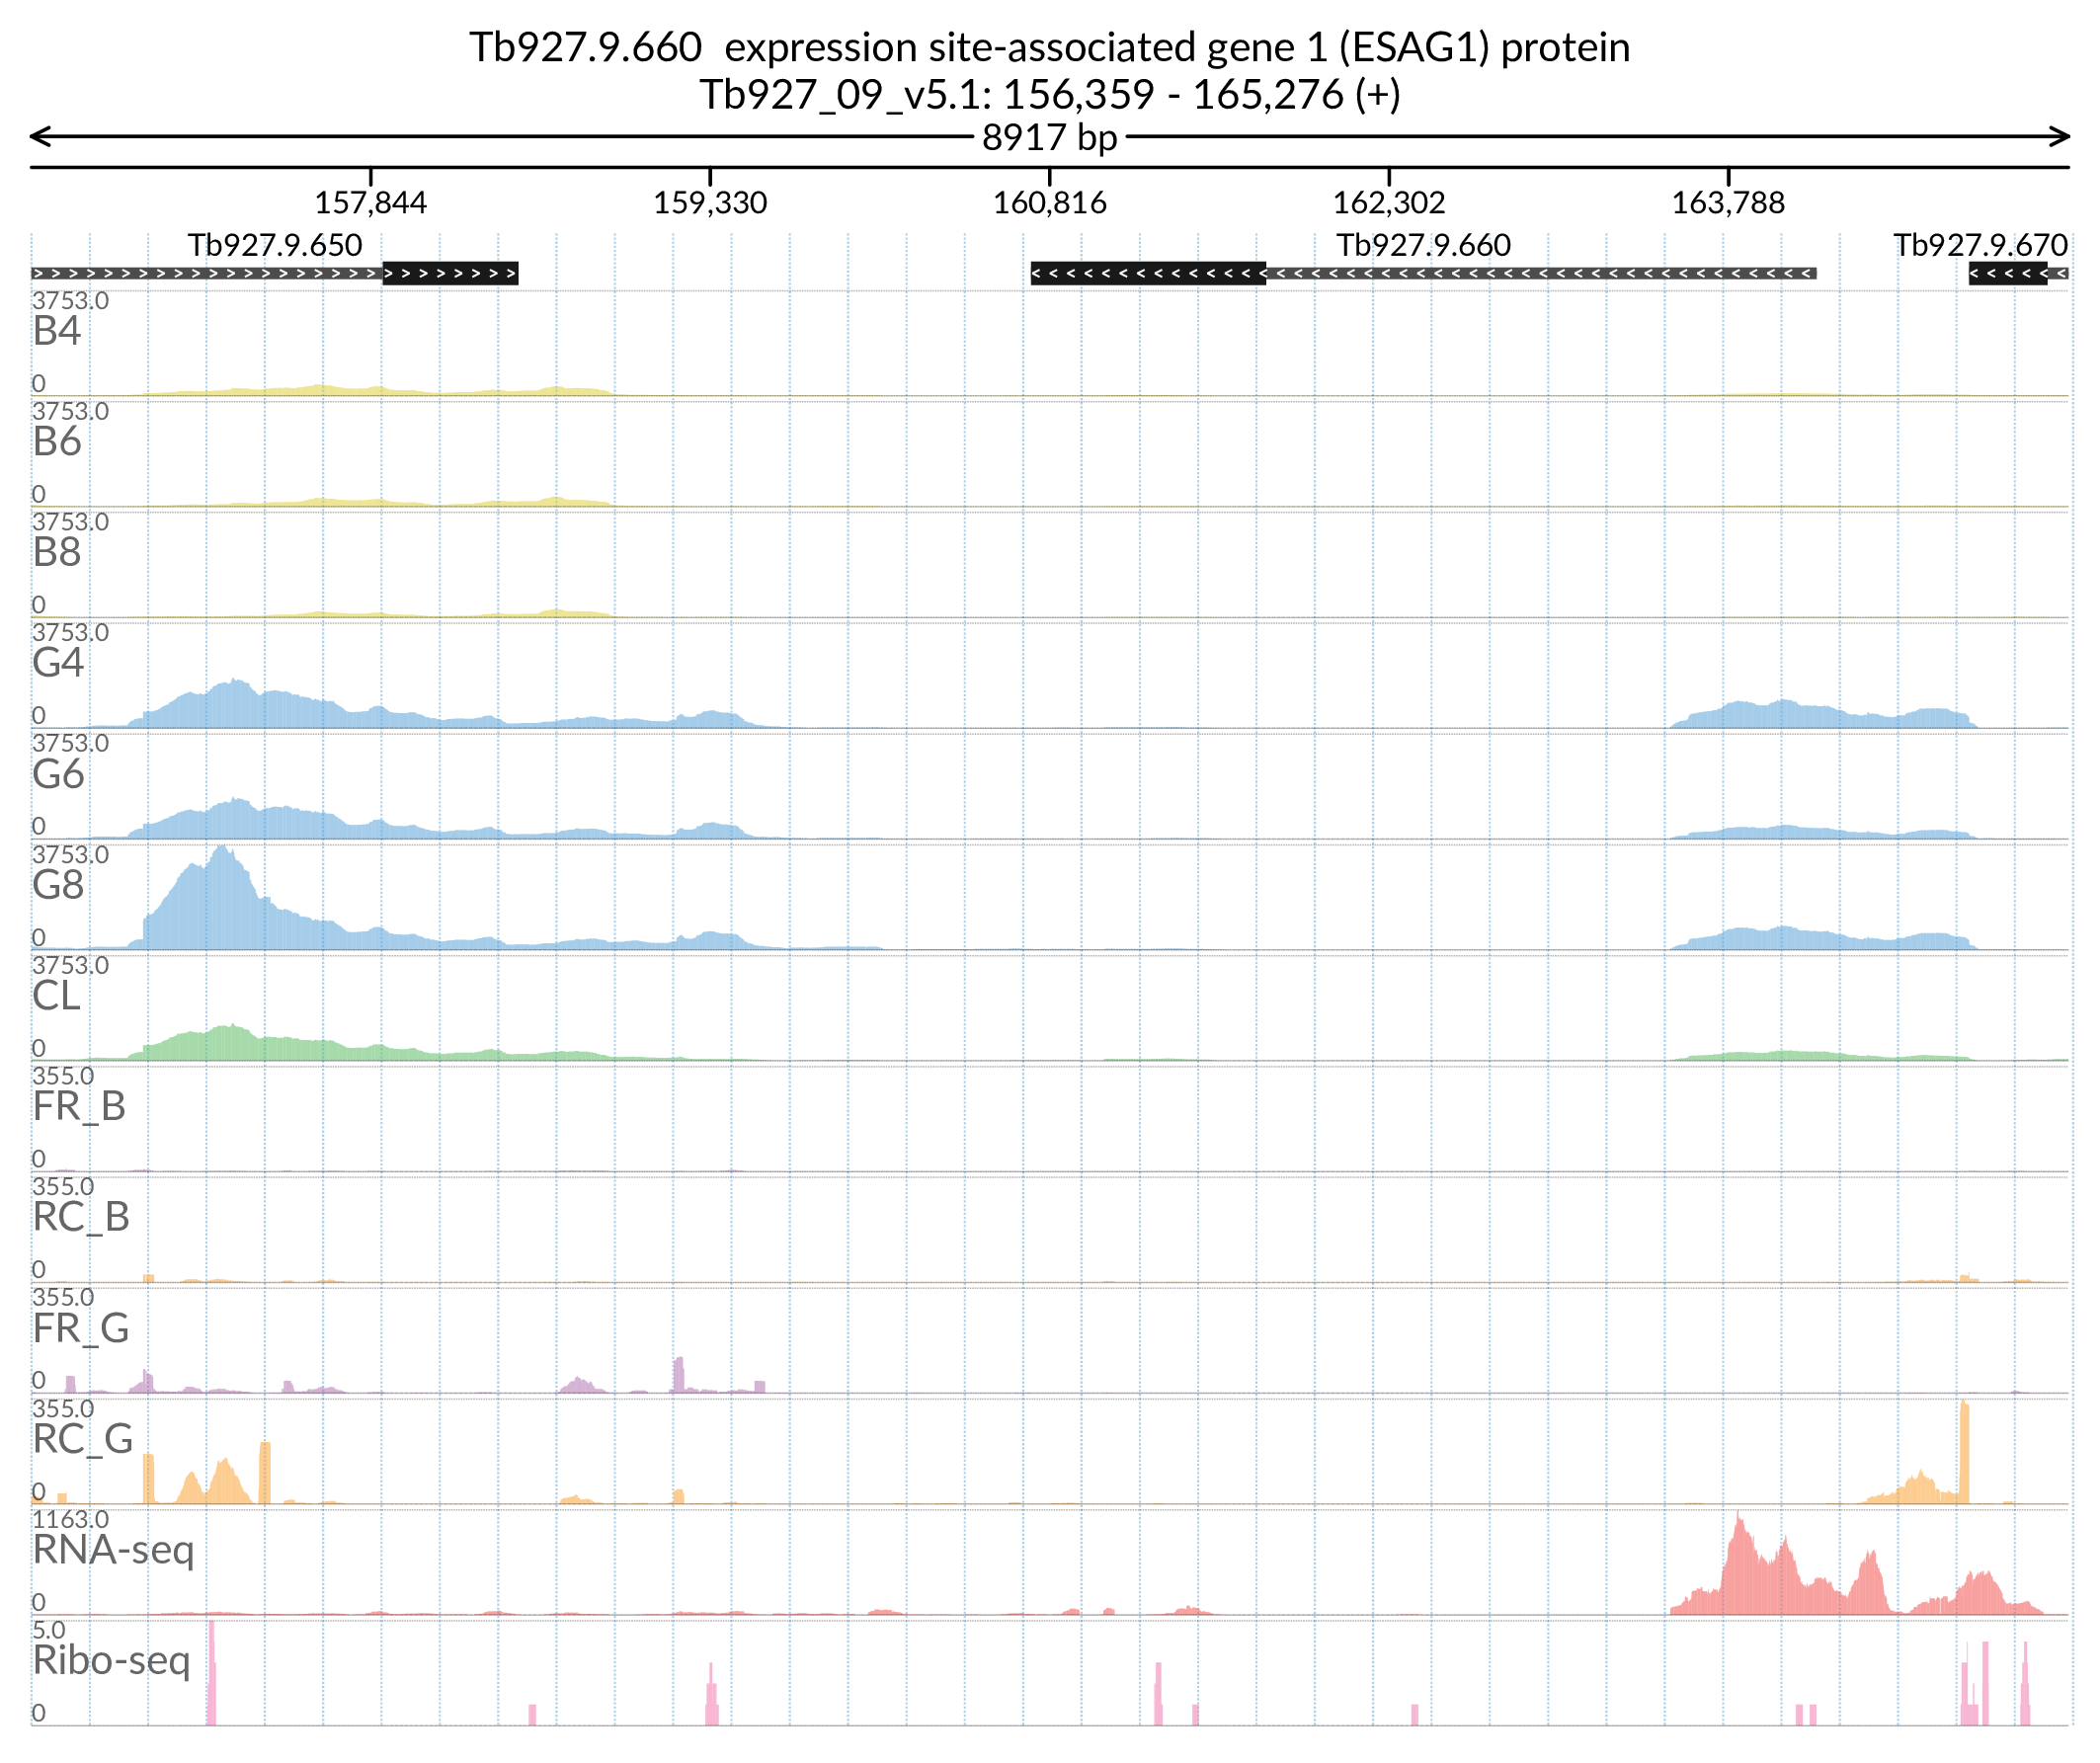 Tb927.9.660  expression site-associated gene 1 (ESAG1) protein
Tb927_09_v5.1: 156,359 - 165,276 (+)
8917 bp
157,844 159,330 160,816 162,302 163,788
Tb927.9.650 Tb927.9.660 Tb927.9.670
3753.0
B4
0
3753.0
B6
0
3753.0
B8
0
3753.0
G4
0
3753.0
G6
0
3753.0
G8
0
3753.0
CL
0
355.0
FR_B
0
355.0
RC_B
0
355.0
FR_G
0
355.0
RC_G
0
1163.0
RNA-seq
0
5.0
Ribo-seq
0